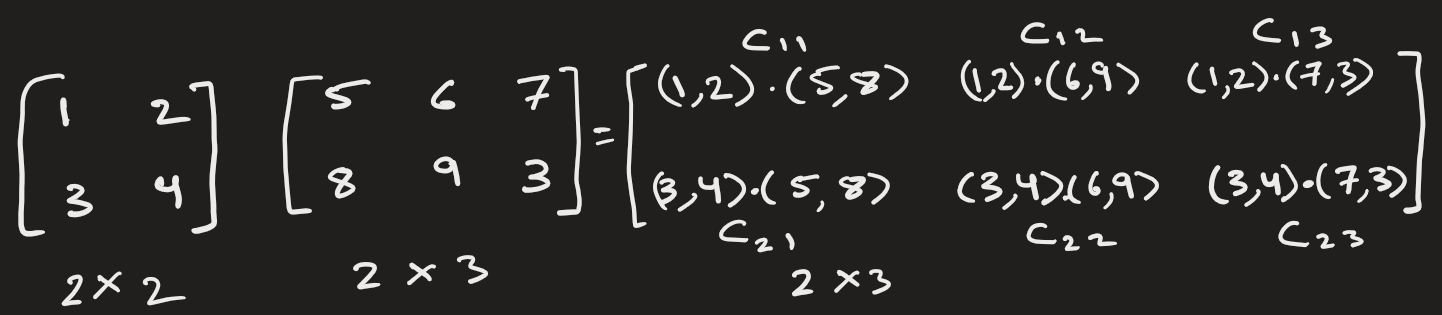 C11 C12 C13
[1 2 [5 6 7 = [(1,2)·(5,8) (1,2)·(6,9) (1,2)·(7,3)
3 4] 8 9 3] (3,4)·(5,8) (3,4)·(6,9) (3,4)·(7,3)]
C21 C22 C23
2×2 2×3 2×3